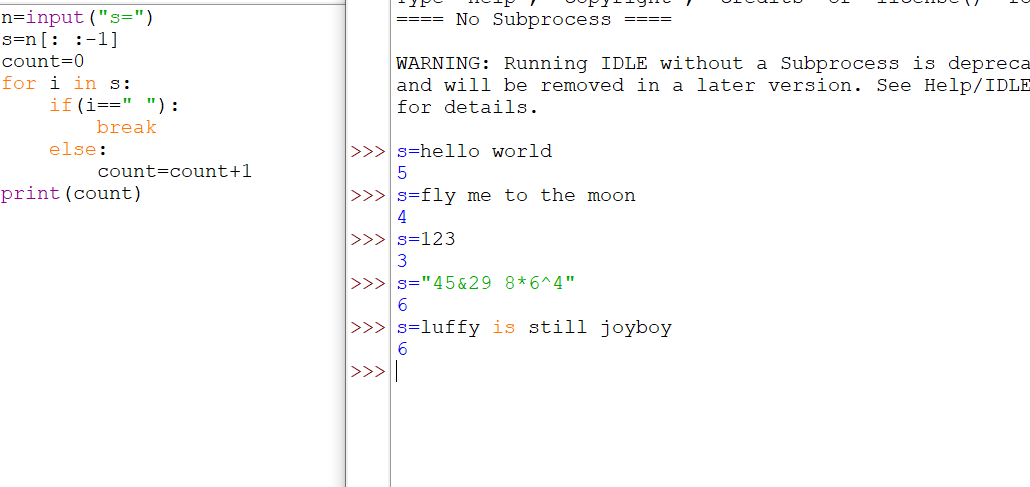 n=input("s=")
s=n[: :-1]
count=0
for i in s:
    if(i==" "):
        break
    else:
        count=count+1
print(count)
==== No Subprocess ====
WARNING: Running IDLE without a Subprocess is depreca
and will be removed in a later version. See Help/IDLE
for details.
>>> s=hello world
5
>>> s=fly me to the moon
4
>>> s=123
3
>>> s="45&29 8*6^4"
6
>>> s=luffy is still joyboy
6
>>>